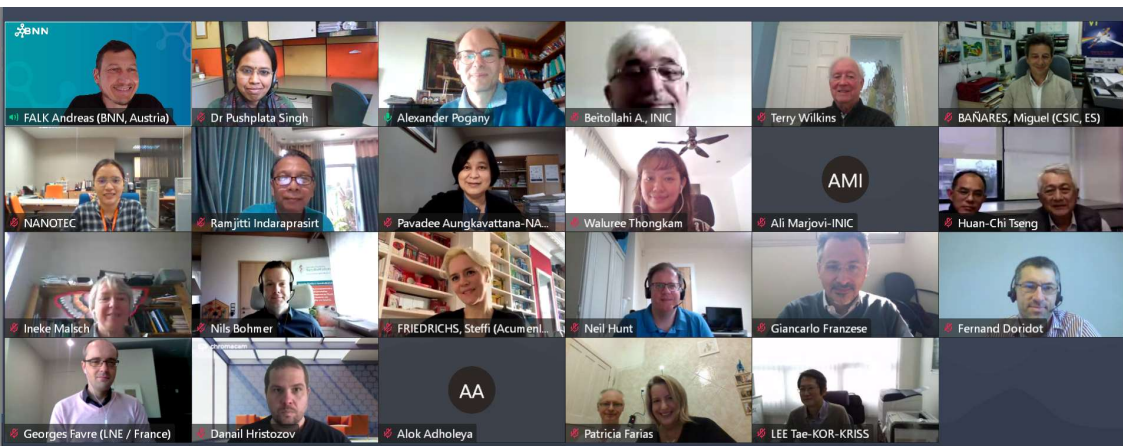 BNN
FALK Andreas (BNN, Austria)
Dr Pushplata Singh
Alexander Pogany
Beitollahi A., INIC
Terry Wilkins
BAÑARES, Miguel (CSIC, ES)
NANOTEC
Ramjitti Indaraprasirt
Pavadee Aungkavattana-NA...
Waluree Thongkam
AMI
Ali Marjovi-INIC
Huan-Chi Tseng
Ineke Malsch
Nils Bohmer
FRIEDRICHS, Steffi (AcumenI...
Neil Hunt
Giancarlo Franzese
Fernand Doridot
chromacam
Georges Favre (LNE / France)
Danail Hristozov
AA
Alok Adholeya
Patricia Farias
LEE Tae-KOR-KRISS